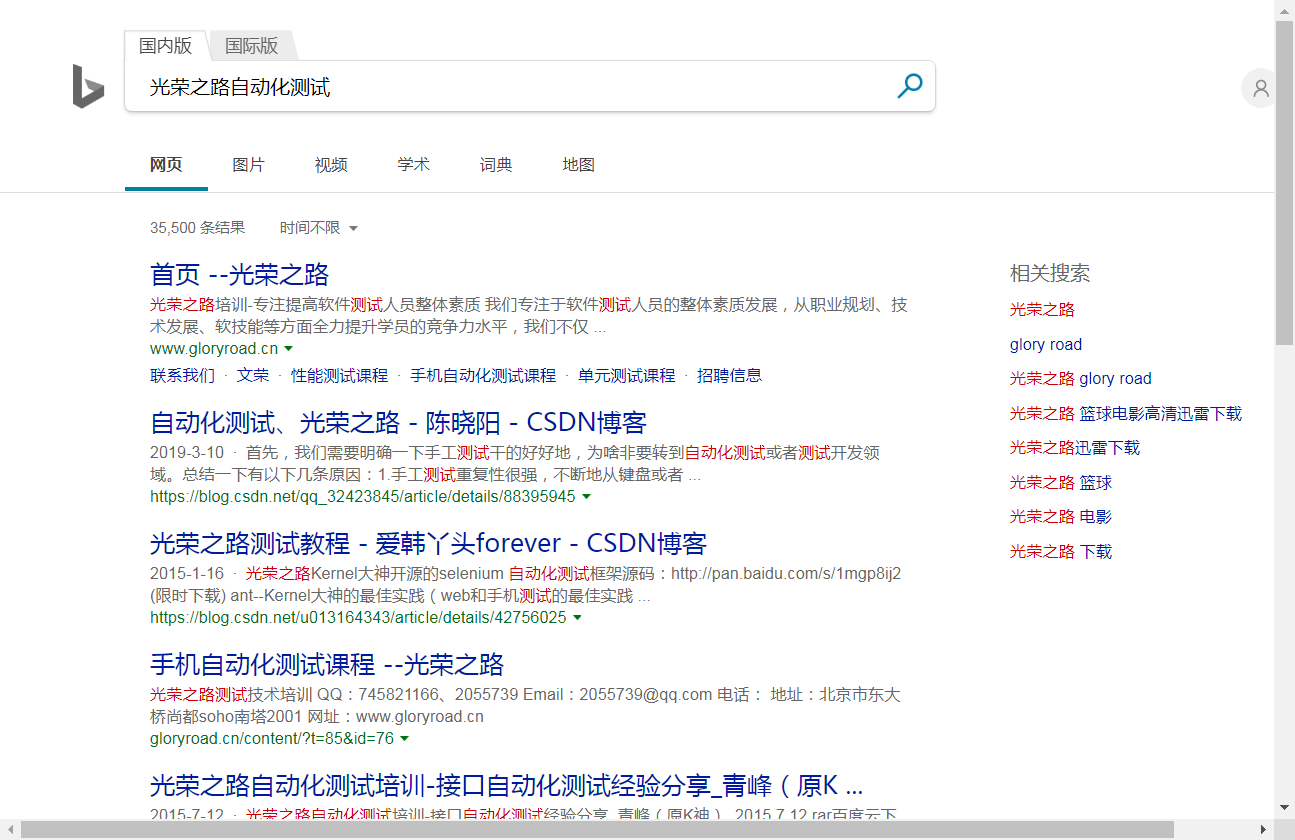 国内版 国际版
光荣之路自动化测试
网页 图片 视频 学术 词典 地图
35,500 条结果 时间不限
首页 --光荣之路
光荣之路培训-专注提高软件测试人员整体素质 我们专注于软件测试人员的整体素质发展，从职业规划、技
术发展、软技能等方面全力提升学员的竞争力水平，我们不仅 ...
www.gloryroad.cn
联系我们 · 文荣 · 性能测试课程 · 手机自动化测试课程 · 单元测试课程 · 招聘信息
自动化测试、光荣之路 - 陈晓阳 - CSDN博客
2019-3-10 · 首先，我们需要明确一下手工测试干的好好地，为啥非要转到自动化测试或者测试开发领
域。总结一下有以下几条原因：1.手工测试重复性很强，不断地从键盘或者 ...
https://blog.csdn.net/qq_32423845/article/details/88395945
光荣之路测试教程 - 爱韩丫头forever - CSDN博客
2015-1-16 · 光荣之路Kernel大神开源的selenium 自动化测试框架源码：http://pan.baidu.com/s/1mgp8ij2
(限时下载) ant--Kernel大神的最佳实践（web和手机测试的最佳实践 ...
https://blog.csdn.net/u013164343/article/details/42756025
手机自动化测试课程 --光荣之路
光荣之路测试技术培训| QQ：745821166、2055739 Email：2055739@qq.com 电话： 地址：北京市东大
桥尚都soho南塔2001 网址：www.gloryroad.cn
gloryroad.cn/content/?t=85&id=76
光荣之路自动化测试培训-接口自动化测试经验分享_青峰（原K ...
2015-7-12 · 光荣之路自动化测试培训-接口自动化测试经验分享_青峰（原K神）_2015.7.12.rar百度云下
相关搜索
光荣之路
glory road
光荣之路 glory road
光荣之路 篮球电影高清迅雷下载
光荣之路迅雷下载
光荣之路 篮球
光荣之路 电影
光荣之路 下载